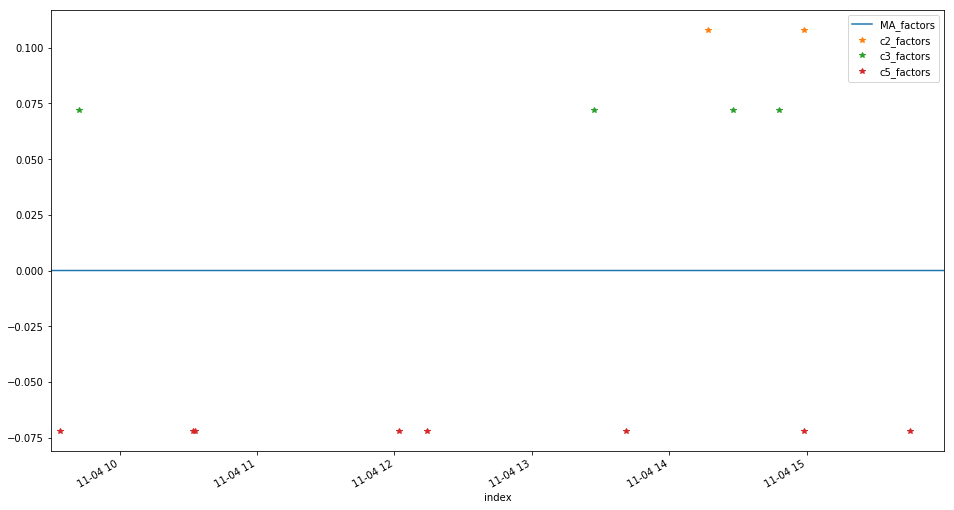 MA_factors
c2_factors
c3_factors
c5_factors
0.100
0.075
0.050
0.025
0.000
−0.025
−0.050
−0.075
11-04 10
11-04 11
11-04 12
11-04 13
11-04 14
11-04 15
index